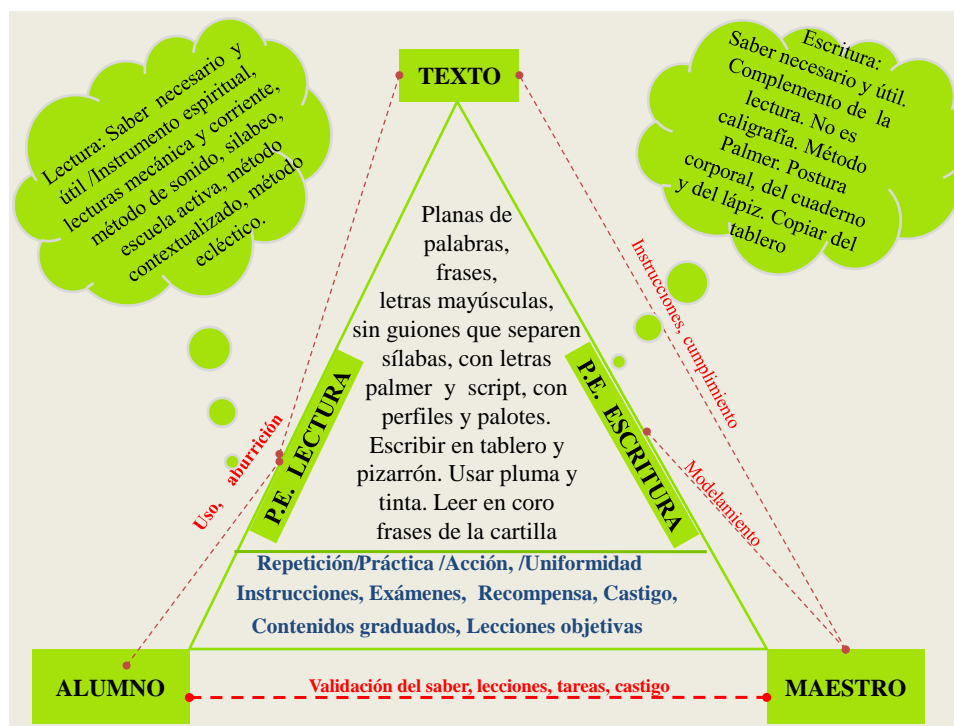 TEXTO
Lectura: Saber necesario y
útil /Instrumento espiritual,
lecturas mecánica y corriente,
método de sonido, silabeo,
escuela activa, método
contextualizado, método
ecléctico.
Escritura:
Saber necesario y útil.
Complemento de la
lectura. No es
caligrafía. Método
Palmer. Postura
corporal, del cuaderno
y del lápiz. Copiar del
tablero
Planas de
palabras,
frases,
letras mayúsculas,
sin guiones que separen
sílabas, con letras
palmer y script, con
perfiles y palotes.
Escribir en tablero y
pizarrón. Usar pluma y
tinta. Leer en coro
frases de la cartilla
P.E. LECTURA
P.E. ESCRITURA
Uso, aburrición
Instrucciones, cumplimiento
Modelamiento
Repetición/Práctica /Acción, /Uniformidad
Instrucciones, Exámenes, Recompensa, Castigo,
Contenidos graduados, Lecciones objetivas
ALUMNO
Validación del saber, lecciones, tareas, castigo
MAESTRO